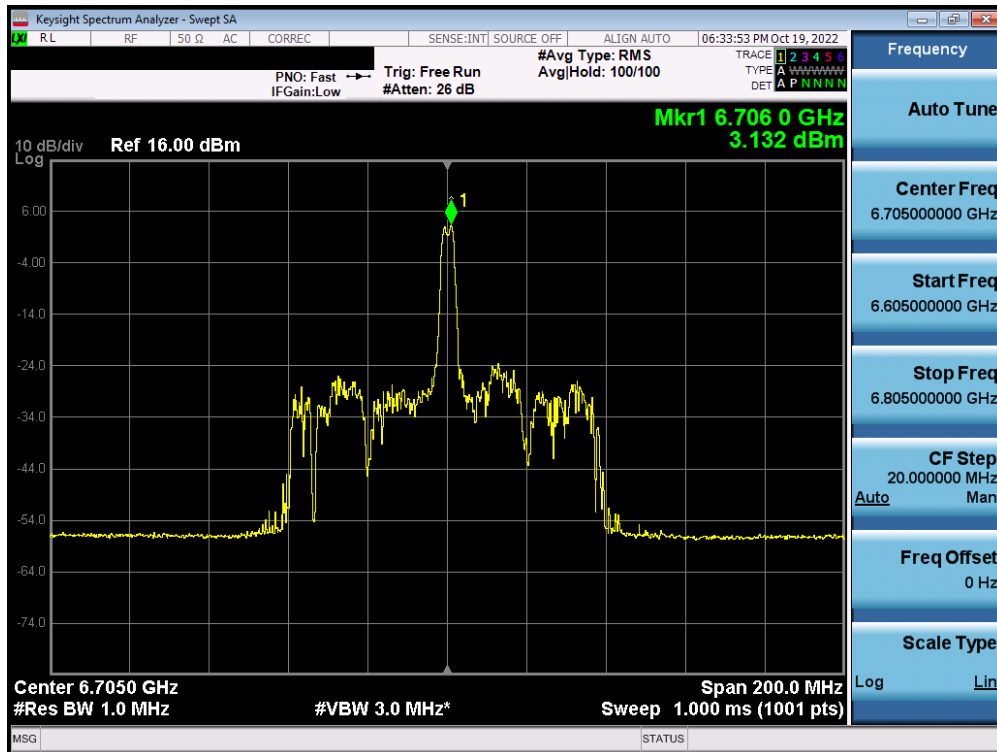 Keysight Spectrum Analyzer - Swept SA
LXI RL RF 50 Ω AC CORREC SENSE:INT SOURCE OFF ALIGN AUTO 06:33:53 PM Oct 19, 2022
PNO: Fast
IFGain:Low
Trig: Free Run
#Atten: 26 dB
#Avg Type: RMS
Avg|Hold: 100/100
TRACE 1 2 3 4 5 6
TYPE A WWWWW
DET A P N N N N
Mkr1 6.706 0 GHz
3.132 dBm
10 dB/div Ref 16.00 dBm
Log
1
6.00
-4.00
-14.0
-24.0
-34.0
-44.0
-54.0
-64.0
-74.0
Center 6.7050 GHz Span 200.0 MHz
#Res BW 1.0 MHz #VBW 3.0 MHz* Sweep 1.000 ms (1001 pts)
MSG STATUS
Frequency
Auto Tune
Center Freq
6.705000000 GHz
Start Freq
6.605000000 GHz
Stop Freq
6.805000000 GHz
CF Step
20.000000 MHz
Auto Man
Freq Offset
0 Hz
Scale Type
Log Lin